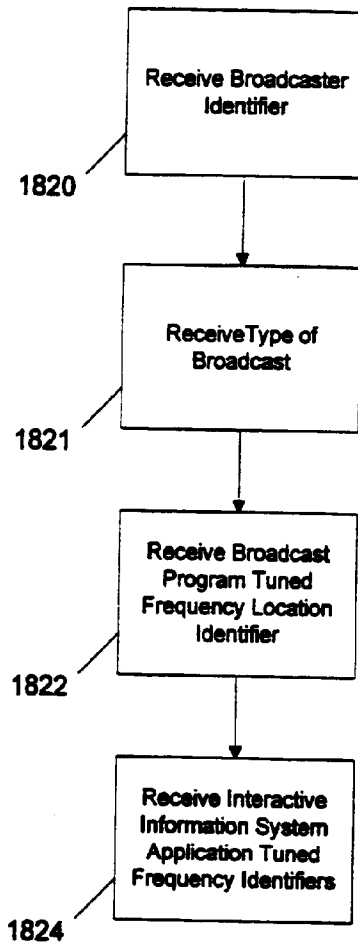 Receive Broadcaster
Identifier
1820
ReceiveType of
Broadcast
1821
Receive Broadcast
Program Tuned
Frequency Location
Identifier
1822
Receive Interactive
Information System
Application Tuned
Frequency Identifiers
1824